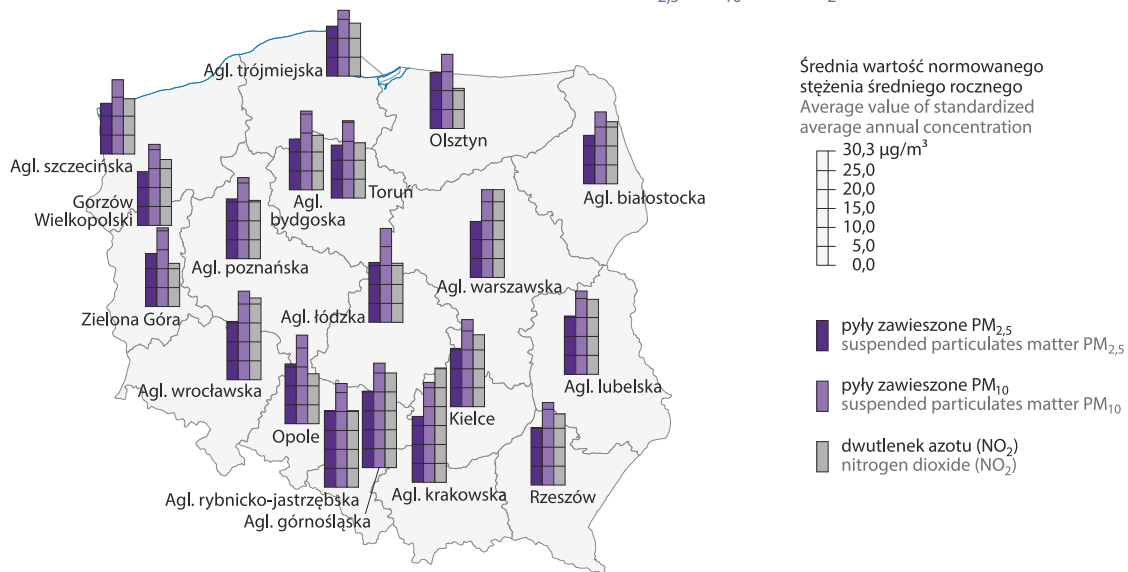 2,5 10 2
Agl. trójmiejska
Olsztyn
Agl. szczecińska
Gorzów
Wielkopolski
Agl.
bydgoska
Toruń
Agl. białostocka
Agl. poznańska
Agl. warszawska
Zielona Góra
Agl. łódzka
Agl. wrocławska
Agl. lubelska
Opole
Kielce
Agl. rybnicko-jastrzębska
Agl. górnośląska
Agl. krakowska
Rzeszów
Średnia wartość normowanego
stężenia średniego rocznego
Average value of standardized
average annual concentration
30,3 µg/m³
25,0
20,0
15,0
10,0
5,0
0,0
pyły zawieszone PM2,5
suspended particulates matter PM2,5
pyły zawieszone PM10
suspended particulates matter PM10
dwutlenek azotu (NO2)
nitrogen dioxide (NO2)